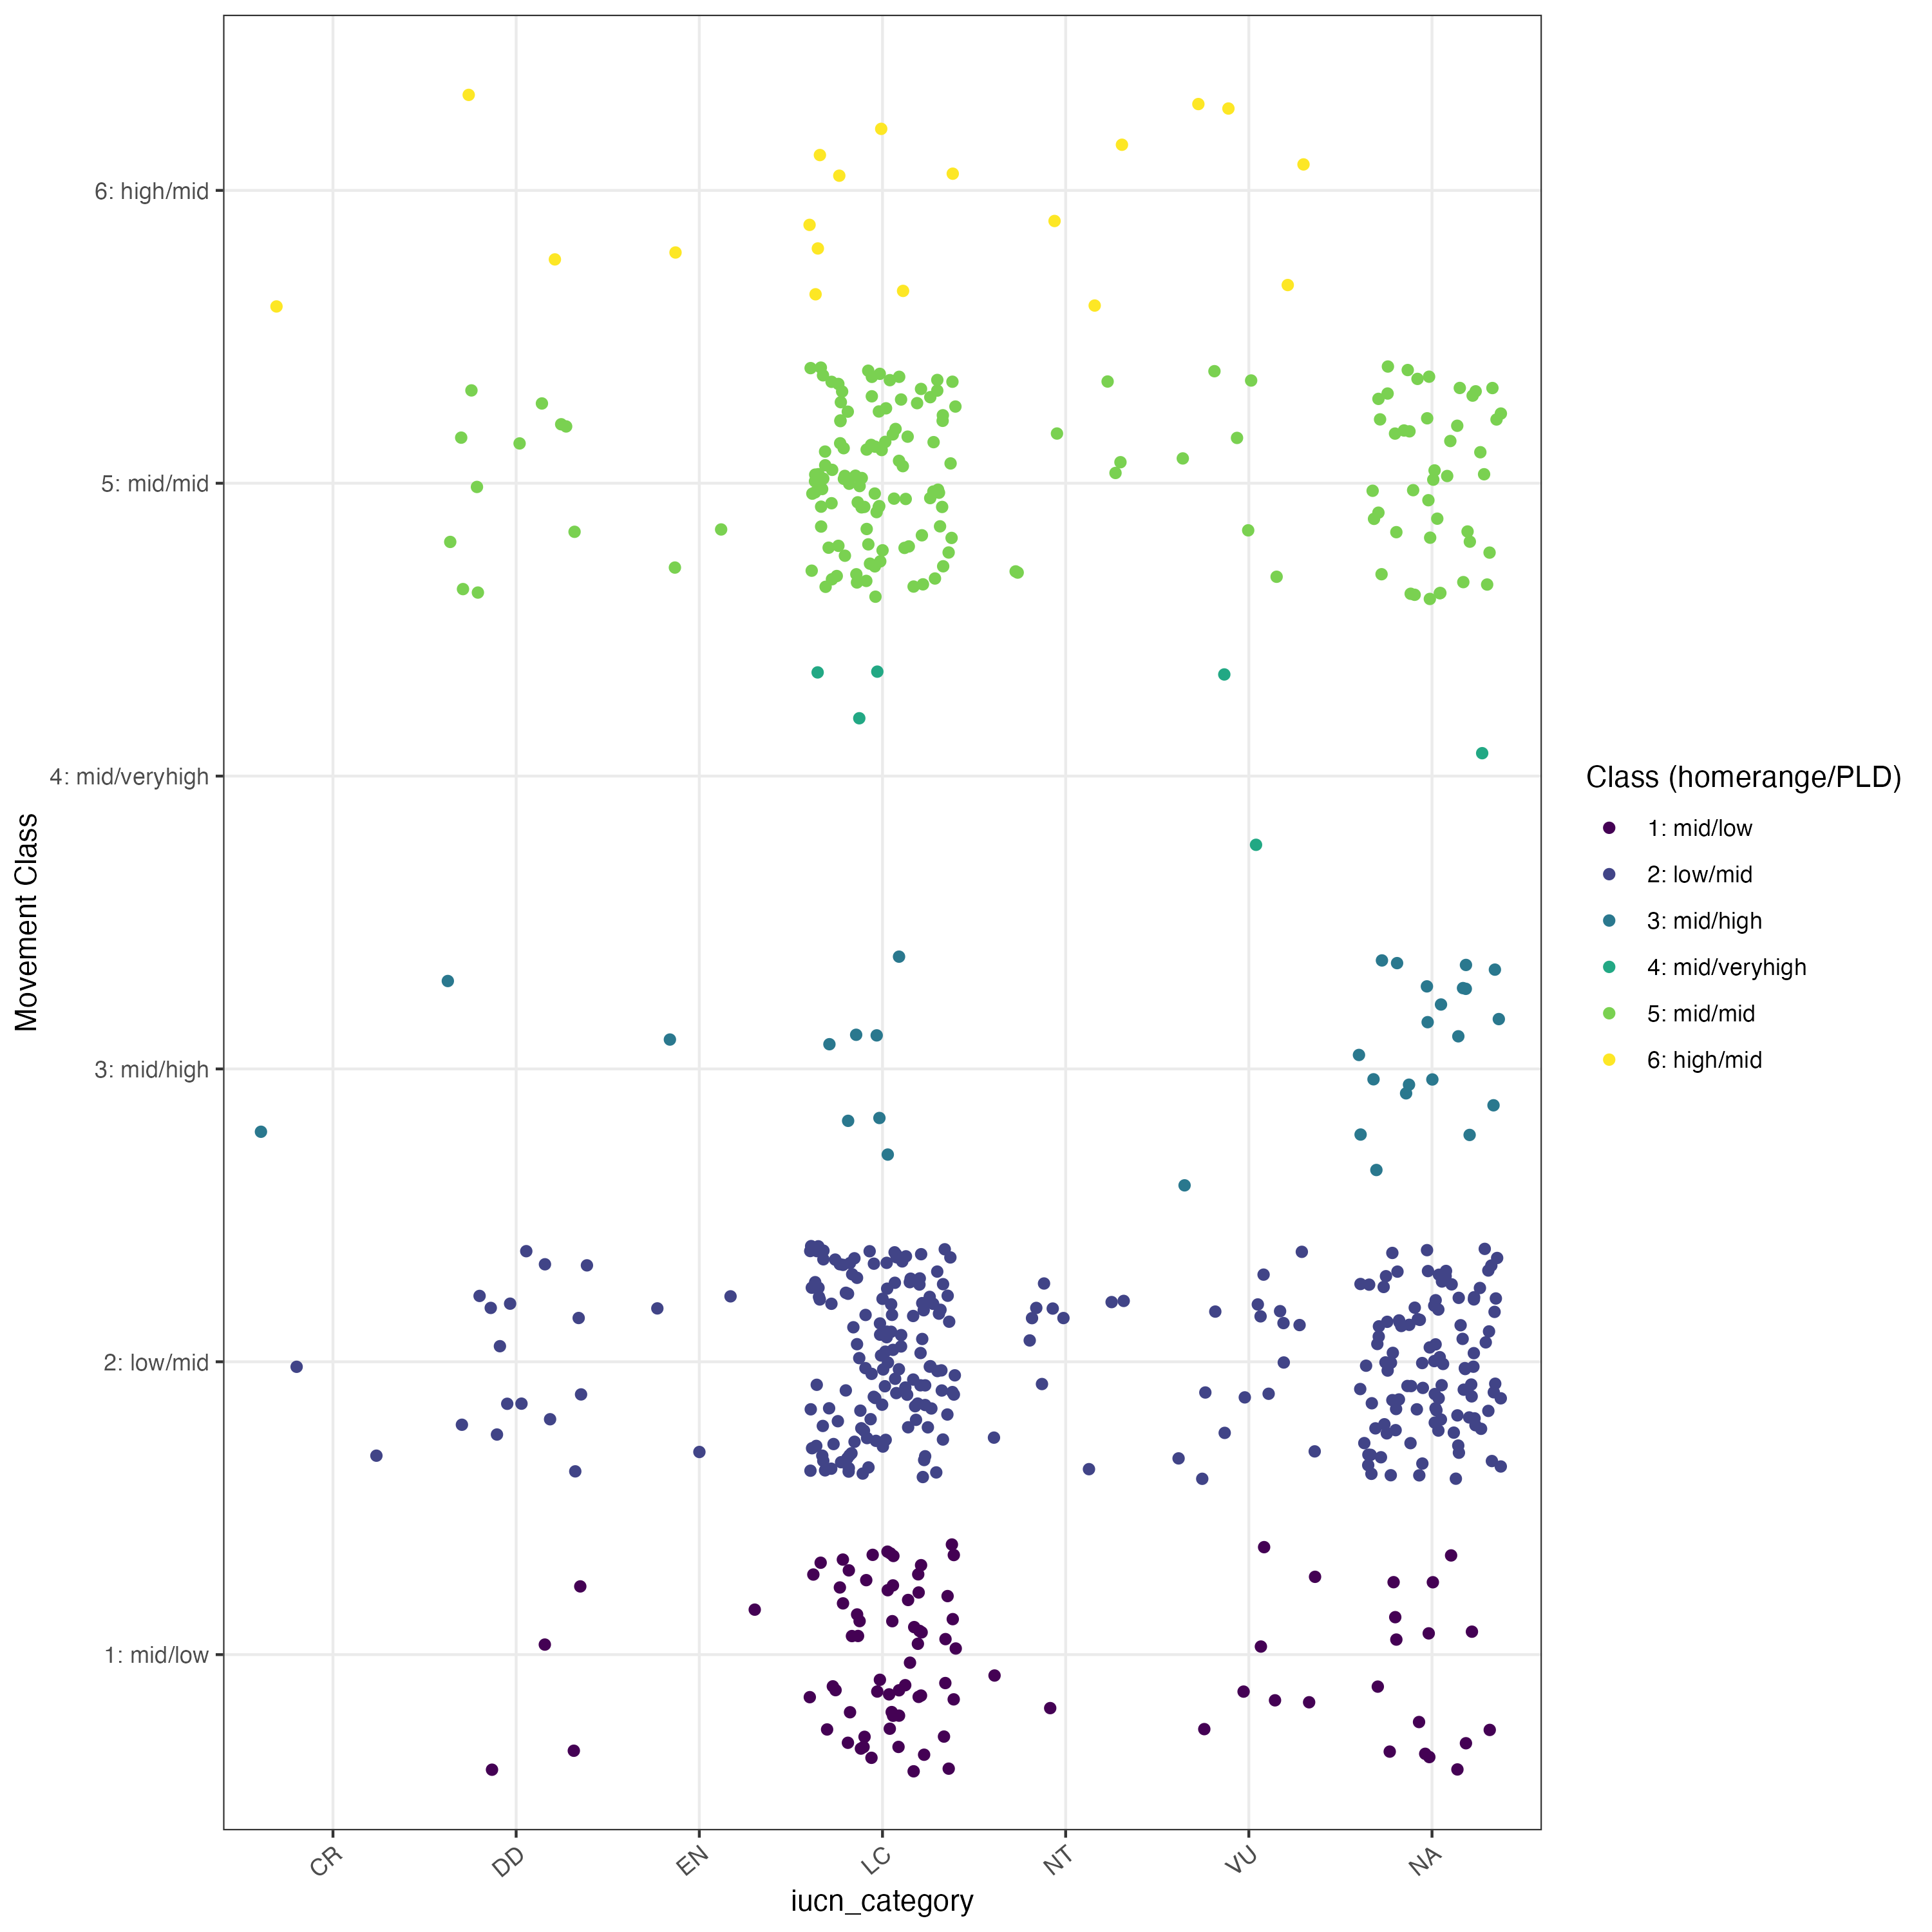 6: high/mid
5: mid/mid
4: mid/veryhigh
3: mid/high
2: low/mid
1: mid/low
Movement Class
CR
DD
EN
LC
NT
VU
NA
iucn_category
Class (homerange/PLD)
1: mid/low
2: low/mid
3: mid/high
4: mid/veryhigh
5: mid/mid
6: high/mid